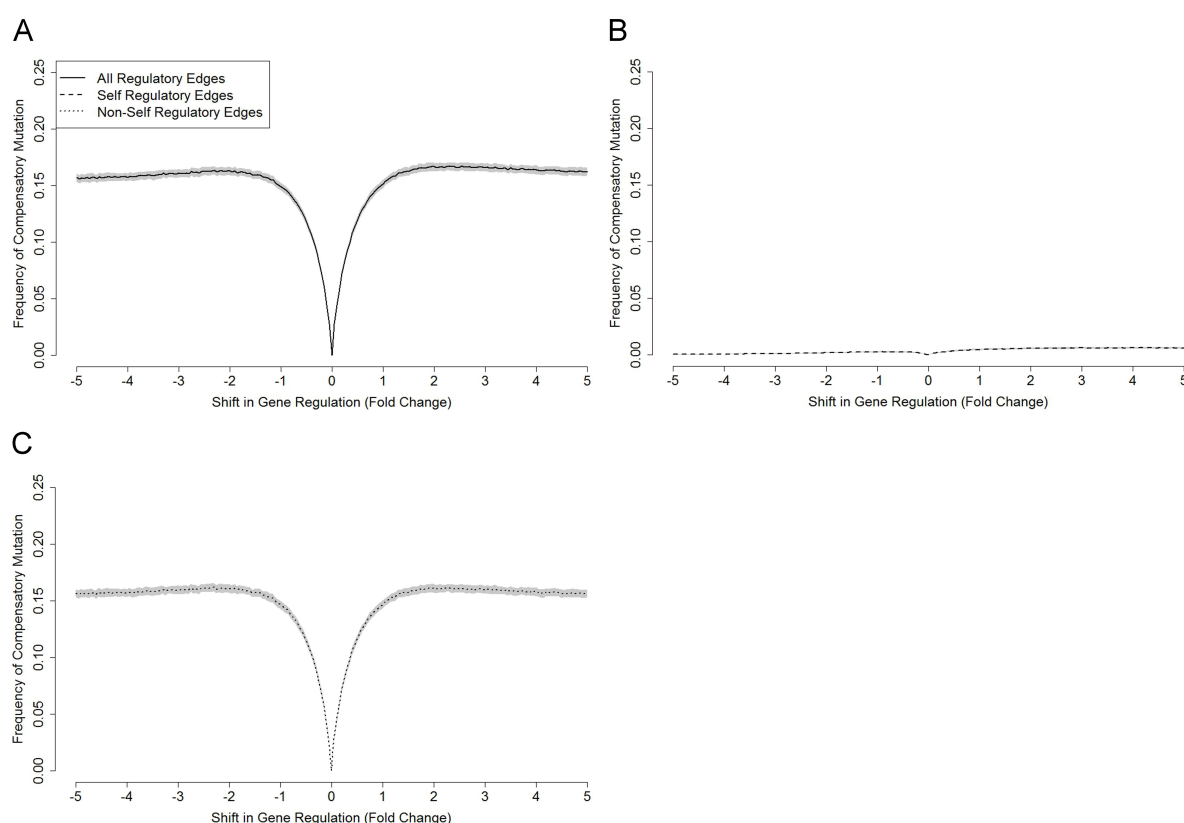 A
B
0.25
0.20
0.15
0.10
0.05
0.00
Frequency of Compensatory Mutation
All Regulatory Edges
Self Regulatory Edges
Non-Self Regulatory Edges
-5 -4 -3 -2 -1 0 1 2 3 4 5
Shift in Gene Regulation (Fold Change)
0.25
0.20
0.15
0.10
0.05
0.00
Frequency of Compensatory Mutation
-5 -4 -3 -2 -1 0 1 2 3 4 5
Shift in Gene Regulation (Fold Change)
C
0.25
0.20
0.15
0.10
0.05
0.00
Frequency of Compensatory Mutation
-5 -4 -3 -2 -1 0 1 2 3 4 5
Shift in Gene Regulation (Fold Change)